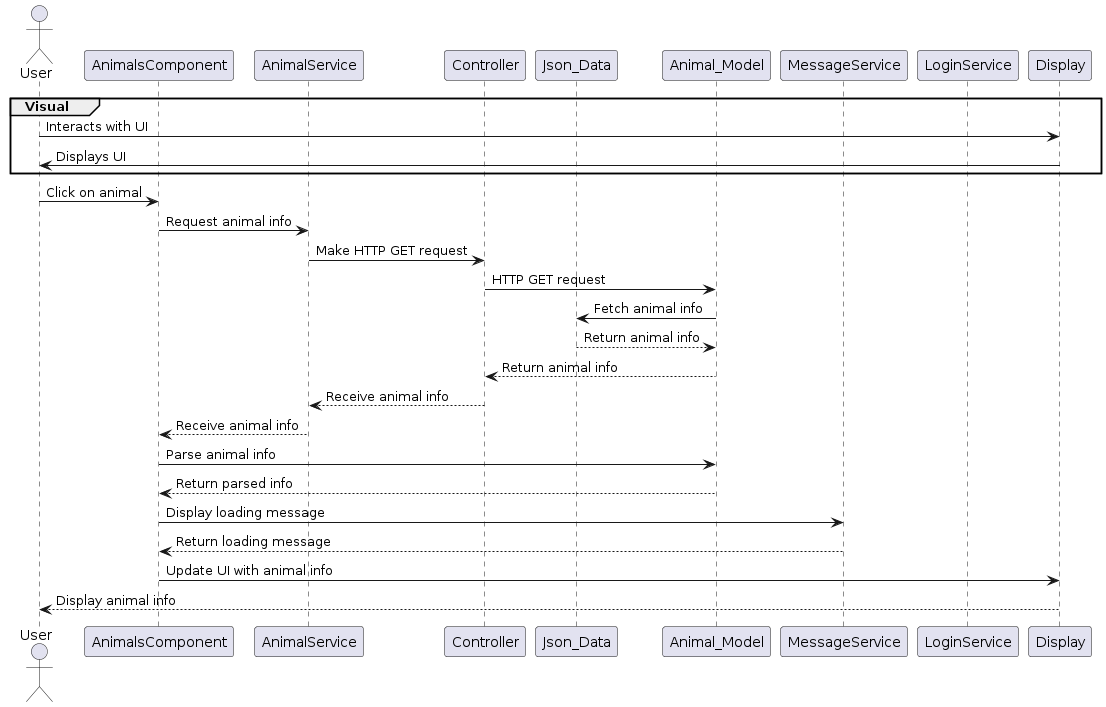 User
AnimalsComponent
AnimalService
Controller
Json_Data
Animal_Model
MessageService
LoginService
Display
Visual
Interacts with UI
Displays UI
Click on animal
Request animal info
Make HTTP GET request
HTTP GET request
Fetch animal info
Return animal info
Return animal info
Receive animal info
Receive animal info
Parse animal info
Return parsed info
Display loading message
Return loading message
Update UI with animal info
Display animal info
User
AnimalsComponent
AnimalService
Controller
Json_Data
Animal_Model
MessageService
LoginService
Display